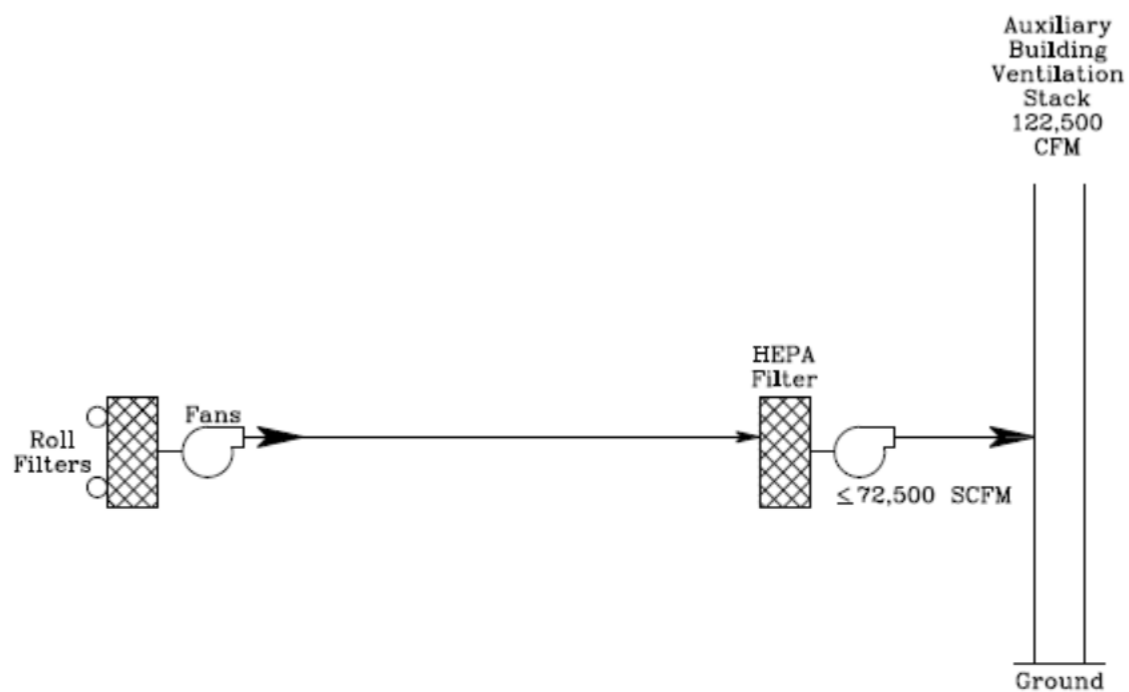 Auxiliary
Building
Ventilation
Stack
122,500
CFM
HEPA
Filter
Fans
Roll
Filters
≤72,500 SCFM
Ground